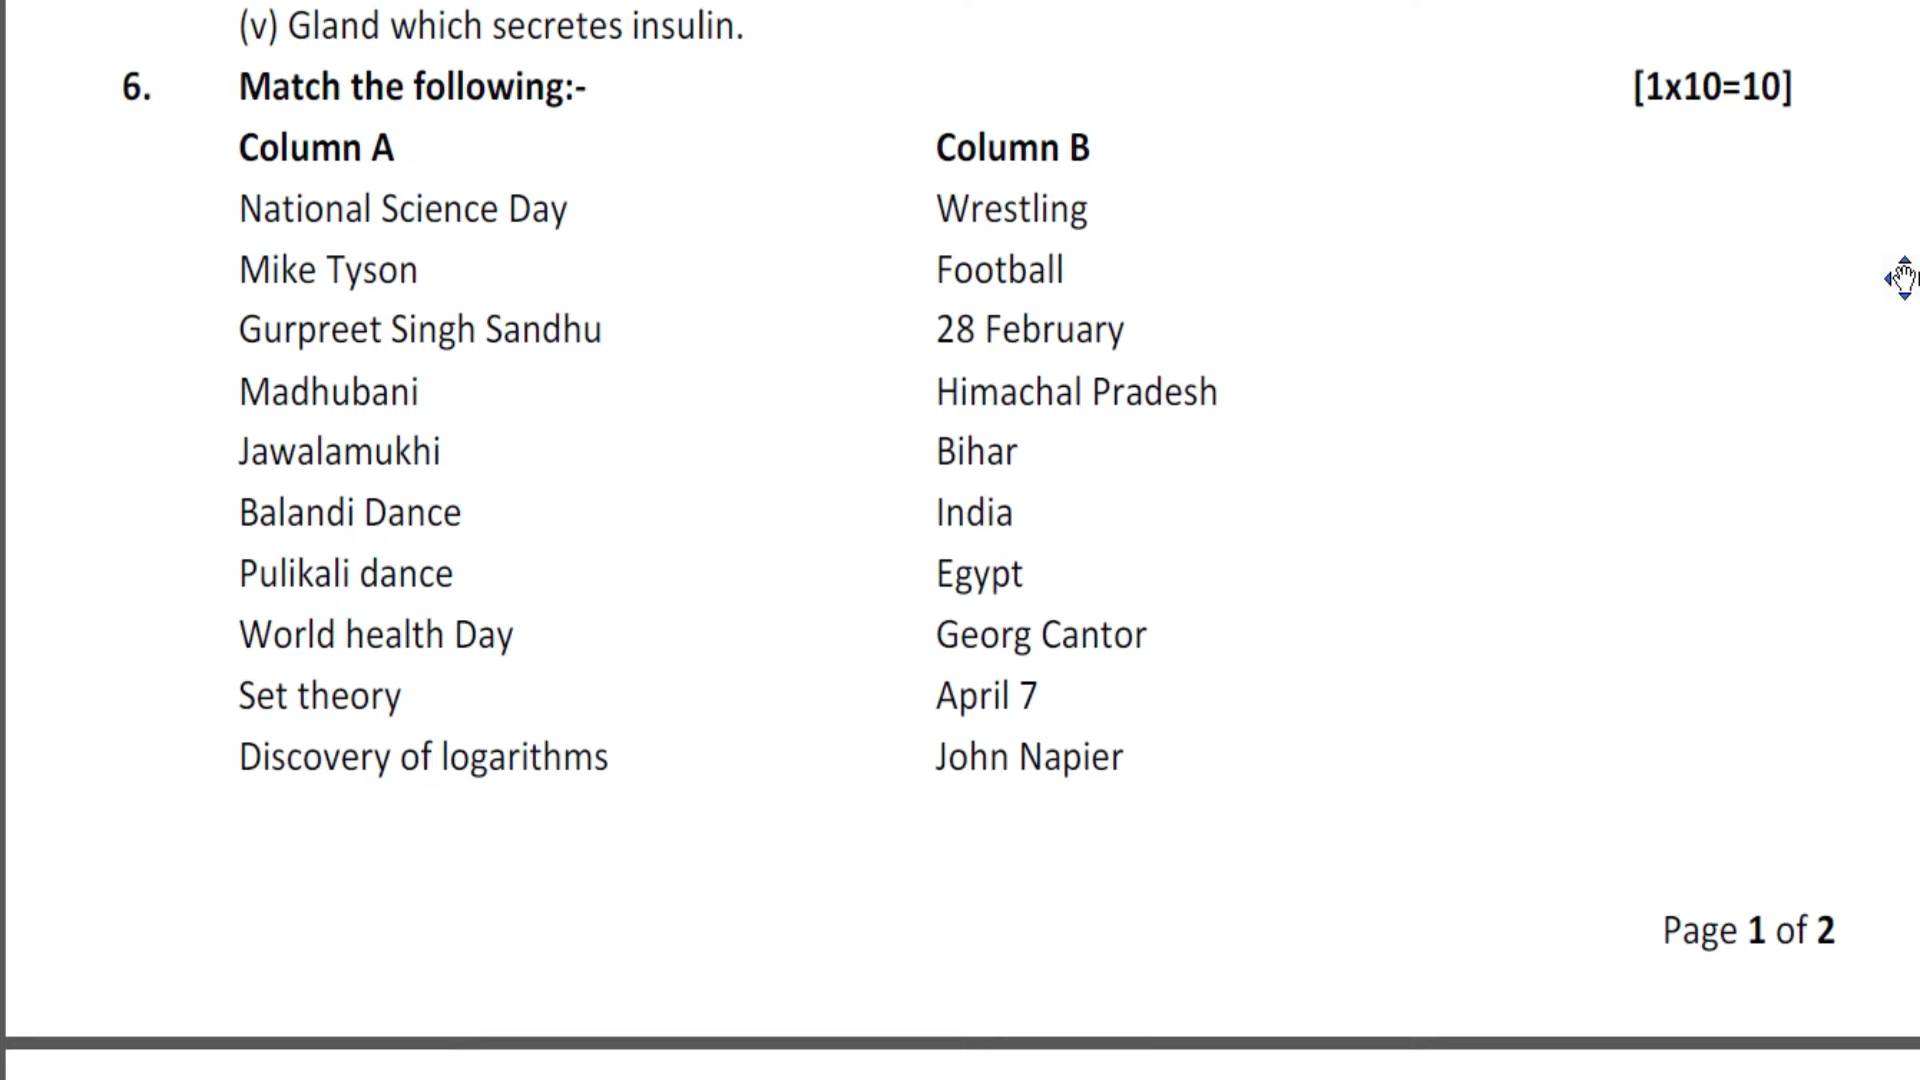 (v) Gland which secretes insulin.
6. Match the following:- [1x10=10]
Column A Column B
National Science Day Wrestling
Mike Tyson Football
Gurpreet Singh Sandhu 28 February
Madhubani Himachal Pradesh
Jawalamukhi Bihar
Balandi Dance India
Pulikali dance Egypt
World health Day Georg Cantor
Set theory April 7
Discovery of logarithms John Napier
Page 1 of 2